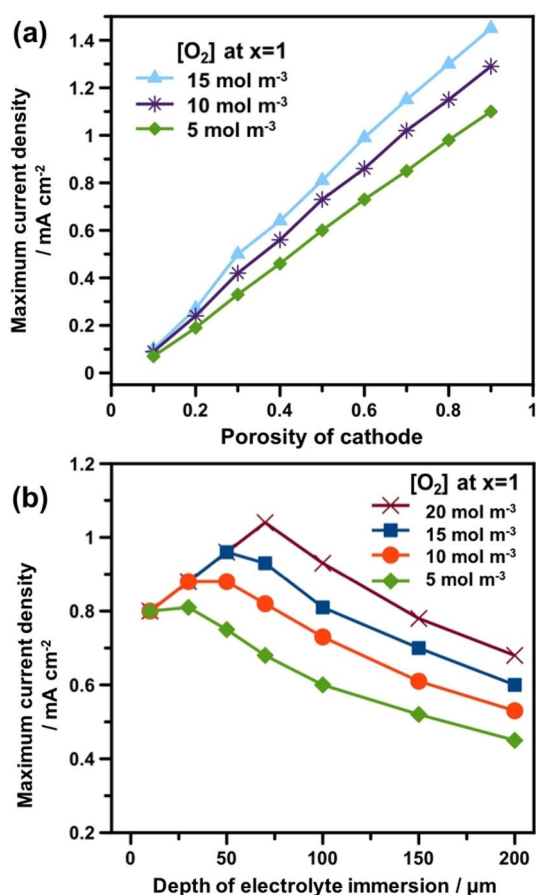 (a)
[O₂] at x=1
15 mol m⁻³
10 mol m⁻³
5 mol m⁻³
Maximum current density
/ mA cm⁻²
1.4
1.2
1
0.8
0.6
0.4
0.2
0
0 0.2 0.4 0.6 0.8 1
Porosity of cathode
(b)
[O₂] at x=1
20 mol m⁻³
15 mol m⁻³
10 mol m⁻³
5 mol m⁻³
Maximum current density
/ mA cm⁻²
1.2
1
0.8
0.6
0.4
0.2
0 50 100 150 200
Depth of electrolyte immersion / µm